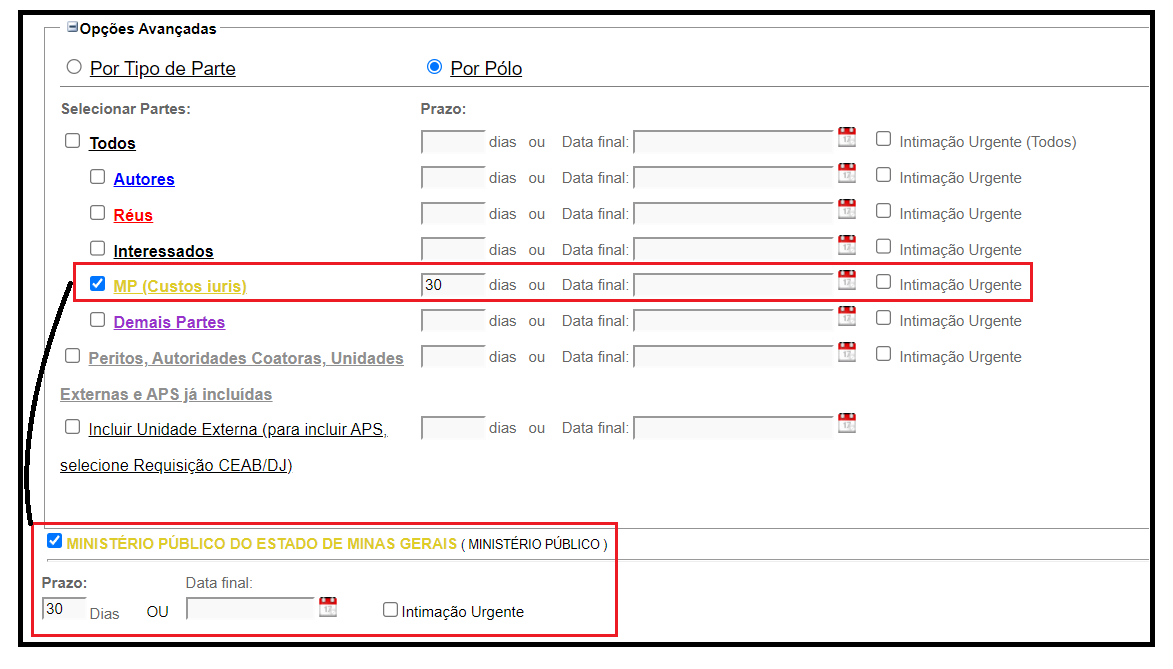 Opções Avançadas
Por Tipo de Parte Por Pólo
Selecionar Partes: Prazo:
Todos dias ou Data final: Intimação Urgente (Todos)
Autores dias ou Data final: Intimação Urgente
Réus dias ou Data final: Intimação Urgente
Interessados dias ou Data final: Intimação Urgente
MP (Custos iuris) 30 dias ou Data final: Intimação Urgente
Demais Partes dias ou Data final: Intimação Urgente
Peritos, Autoridades Coatoras, Unidades dias ou Data final: Intimação Urgente
Externas e APS já incluídas
Incluir Unidade Externa (para incluir APS, dias ou Data final:
selecione Requisição CEAB/DJ)
MINISTÉRIO PÚBLICO DO ESTADO DE MINAS GERAIS ( MINISTÉRIO PÚBLICO )
Prazo: Data final:
30 Dias OU Intimação Urgente